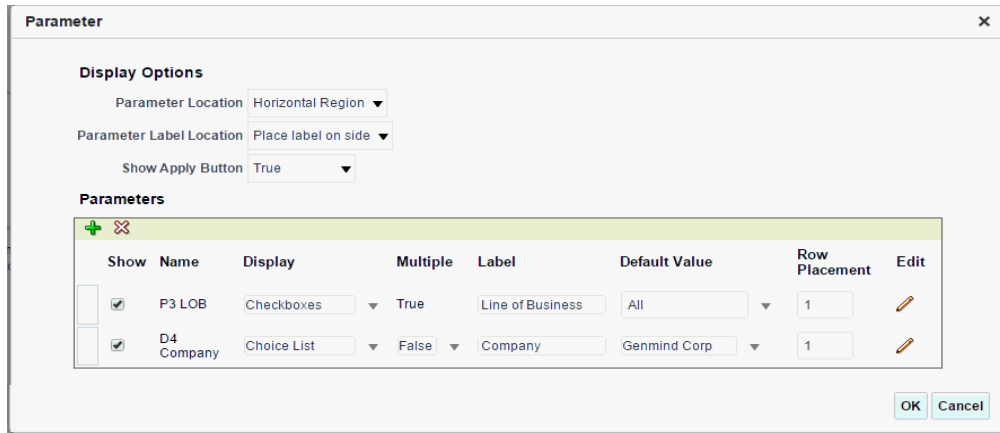 Parameter
Display Options
Parameter Location Horizontal Region
Parameter Label Location Place label on side
Show Apply Button True
Parameters
Show Name Display Multiple Label Default Value Row Placement Edit
P3 LOB Checkboxes True Line of Business All 1
D4 Company Choice List False Company Genmind Corp 1
OK Cancel